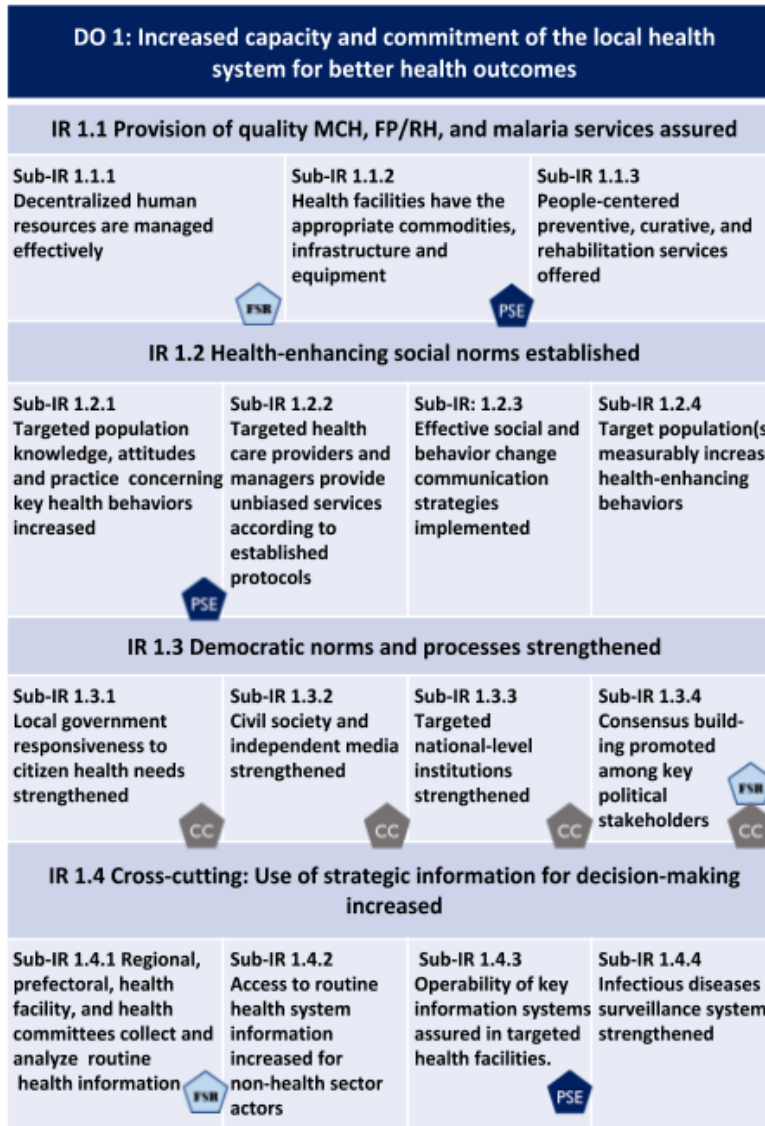 DO 1: Increased capacity and commitment of the local health
system for better health outcomes
IR 1.1 Provision of quality MCH, FP/RH, and malaria services assured
Sub-IR 1.1.1
Decentralized human
resources are managed
effectively
FSR
Sub-IR 1.1.2
Health facilities have the
appropriate commodities,
infrastructure and
equipment
PSE
Sub-IR 1.1.3
People-centered
preventive, curative, and
rehabilitation services
offered
IR 1.2 Health-enhancing social norms established
Sub-IR 1.2.1
Targeted population
knowledge, attitudes
and practice concerning
key health behaviors
increased
PSE
Sub-IR 1.2.2
Targeted health
care providers and
managers provide
unbiased services
according to
established
protocols
Sub-IR: 1.2.3
Effective social and
behavior change
communication
strategies
implemented
Sub-IR 1.2.4
Target population(s
measurably increas
health-enhancing
behaviors
IR 1.3 Democratic norms and processes strengthened
Sub-IR 1.3.1
Local government
responsiveness to
citizen health needs
strengthened
CC
Sub-IR 1.3.2
Civil society and
independent media
strengthened
CC
Sub-IR 1.3.3
Targeted
national-level
institutions
strengthened
CC
Sub-IR 1.3.4
Consensus build-
ing promoted
among key
political
stakeholders
FSR
CC
IR 1.4 Cross-cutting: Use of strategic information for decision-making
increased
Sub-IR 1.4.1 Regional,
prefectoral, health
facility, and health
committees collect and
analyze routine
health information
FSR
Sub-IR 1.4.2
Access to routine
health system
information
increased for
non-health sector
actors
Sub-IR 1.4.3
Operability of key
information systems
assured in targeted
health facilities.
PSE
Sub-IR 1.4.4
Infectious diseases
surveillance system
strengthened